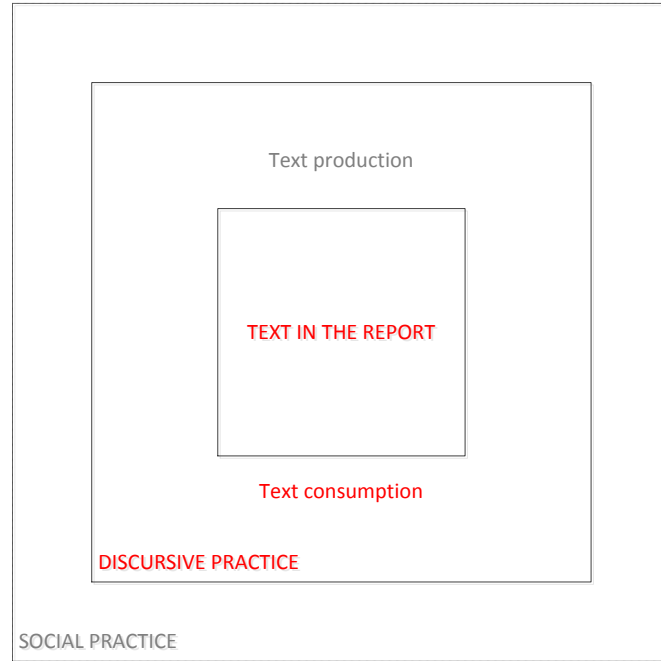 Text production
TEXT IN THE REPORT
Text consumption
DISCURSIVE PRACTICE
SOCIAL PRACTICE